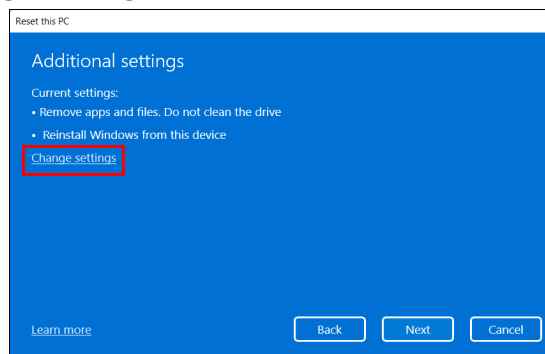 Reset this PC
Additional settings
Current settings:
• Remove apps and files. Do not clean the drive
• Reinstall Windows from this device
Change settings
Learn more
Back
Next
Cancel